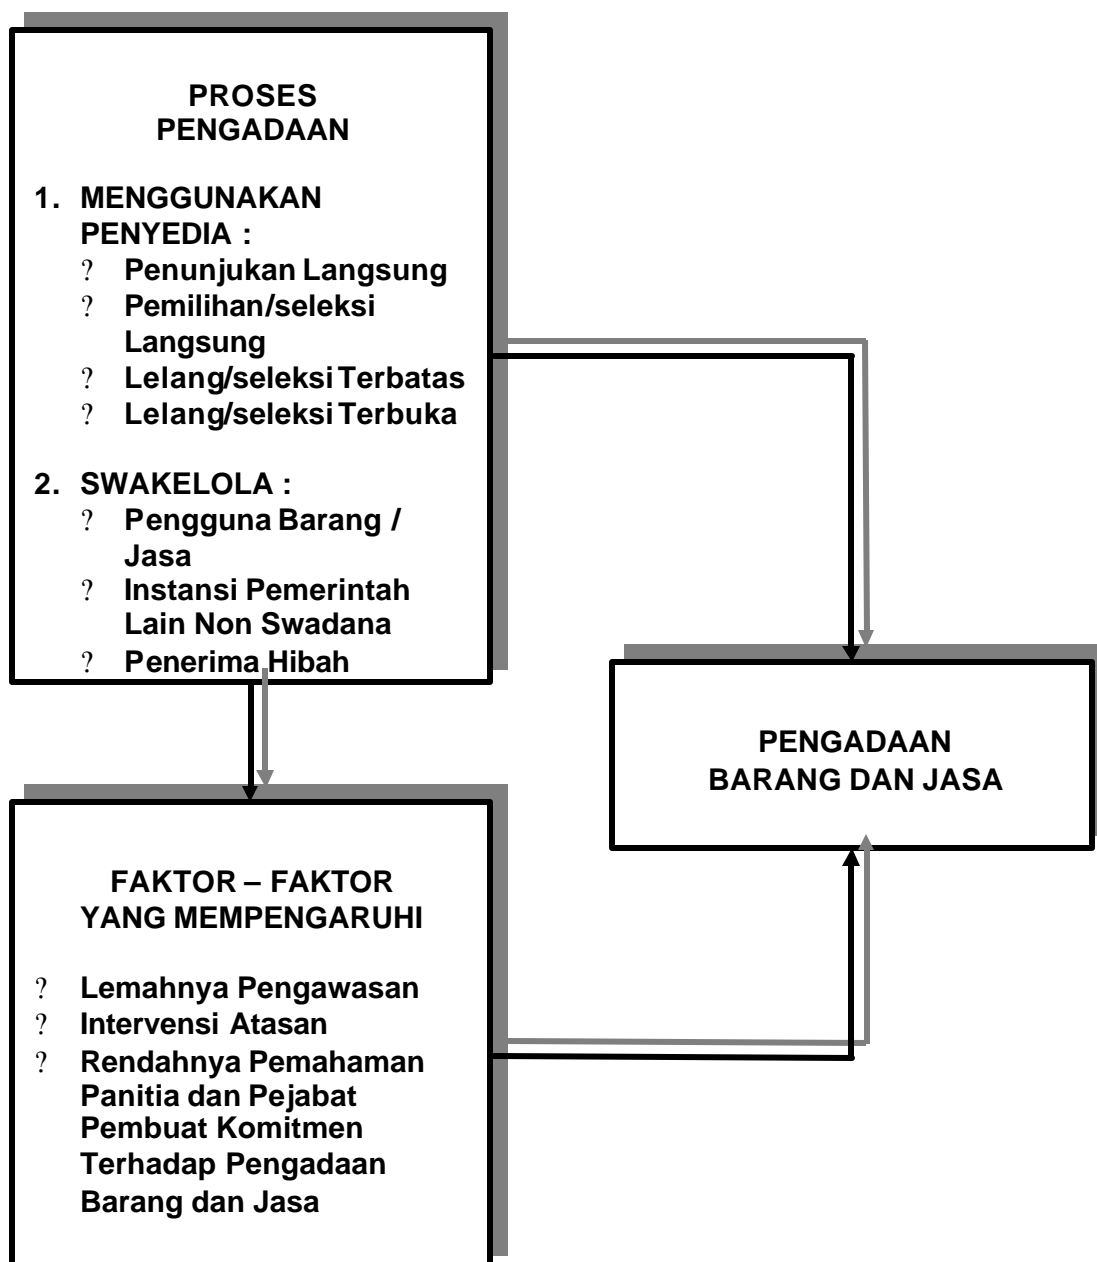 PROSES
PENGADAAN
1. MENGGUNAKAN
PENYEDIA :
? Penunjukan Langsung
? Pemilihan/seleksi
Langsung
? Lelang/seleksi Terbatas
? Lelang/seleksi Terbuka
2. SWAKELOLA :
? Pengguna Barang /
Jasa
? Instansi Pemerintah
Lain Non Swadana
? Penerima Hibah
PENGADAAN
BARANG DAN JASA
FAKTOR – FAKTOR
YANG MEMPENGARUHI
? Lemahnya Pengawasan
? Intervensi Atasan
? Rendahnya Pemahaman
Panitia dan Pejabat
Pembuat Komitmen
Terhadap Pengadaan
Barang dan Jasa